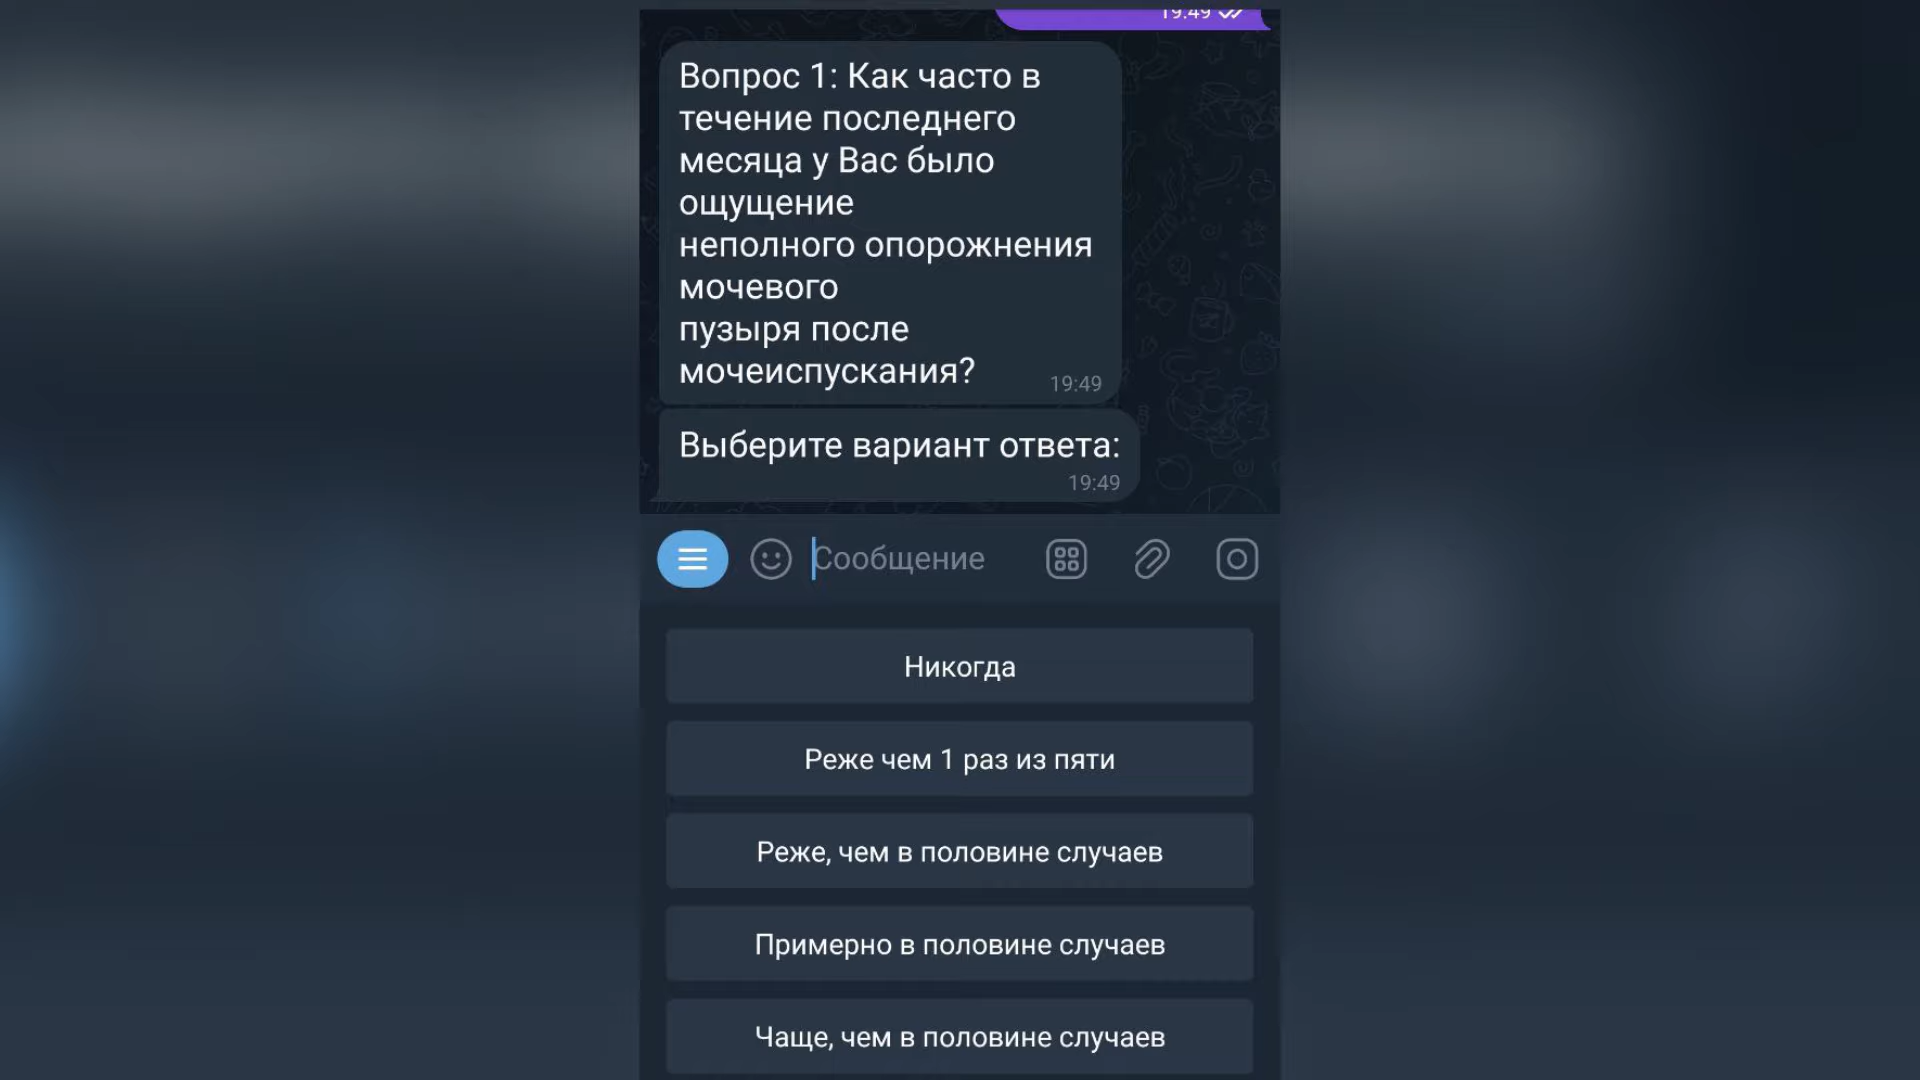 19:49
Вопрос 1: Как часто в
течение последнего
месяца у Вас было
ощущение
неполного опорожнения
мочевого
пузыря после
мочеиспускания?
19:49
Выберите вариант ответа:
19:49
Сообщение
Никогда
Реже чем 1 раз из пяти
Реже, чем в половине случаев
Примерно в половине случаев
Чаще, чем в половине случаев